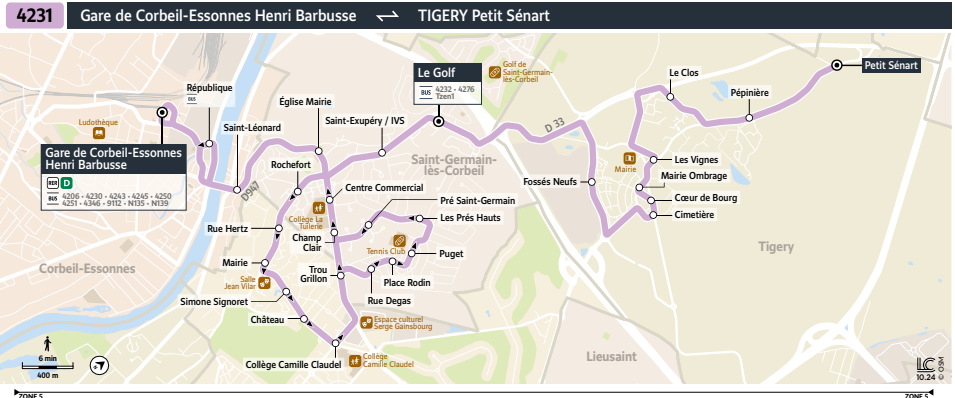 4231
Gare de Corbeil-Essonnes Henri Barbusse ⇌ TIGERY Petit Sénart
République
BUS
Ludothèque
Gare de Corbeil-Essonnes
Henri Barbusse
RER D
BUS
4206 • 4230 • 4243 • 4245 • 4250
4251 • 4346 • 9112 • N135 • N139
Saint-Léonard
Église Mairie
Saint-Exupéry / IVS
Le Golf
BUS
4232 • 4276
Tzen1
Golf de
Saint-Germain-
lès-Corbeil
D 33
Le Clos
Pépinière
Petit Sénart
Rochefort
D947
Centre Commercial
Saint-Germain-
lès-Corbeil
Fossés Neufs
Mairie
Les Vignes
Mairie Ombrage
Cœur de Bourg
Cimetière
Collège La
Tuilerie
Pré Saint-Germain
Les Prés Hauts
Rue Hertz
Champ
Clair
Tennis Club
Puget
Tigery
Corbeil-Essonnes
Mairie
Salle
Jean Vilar
Trou
Grillon
Place Rodin
Rue Degas
Simone Signoret
Château
Espace culturel
Serge Gainsbourg
Collège Camille Claudel
Collège
Camille Claudel
Lieusaint
6 min
400 m
LC
10.24 © OSM
ZONE 5
ZONE 5